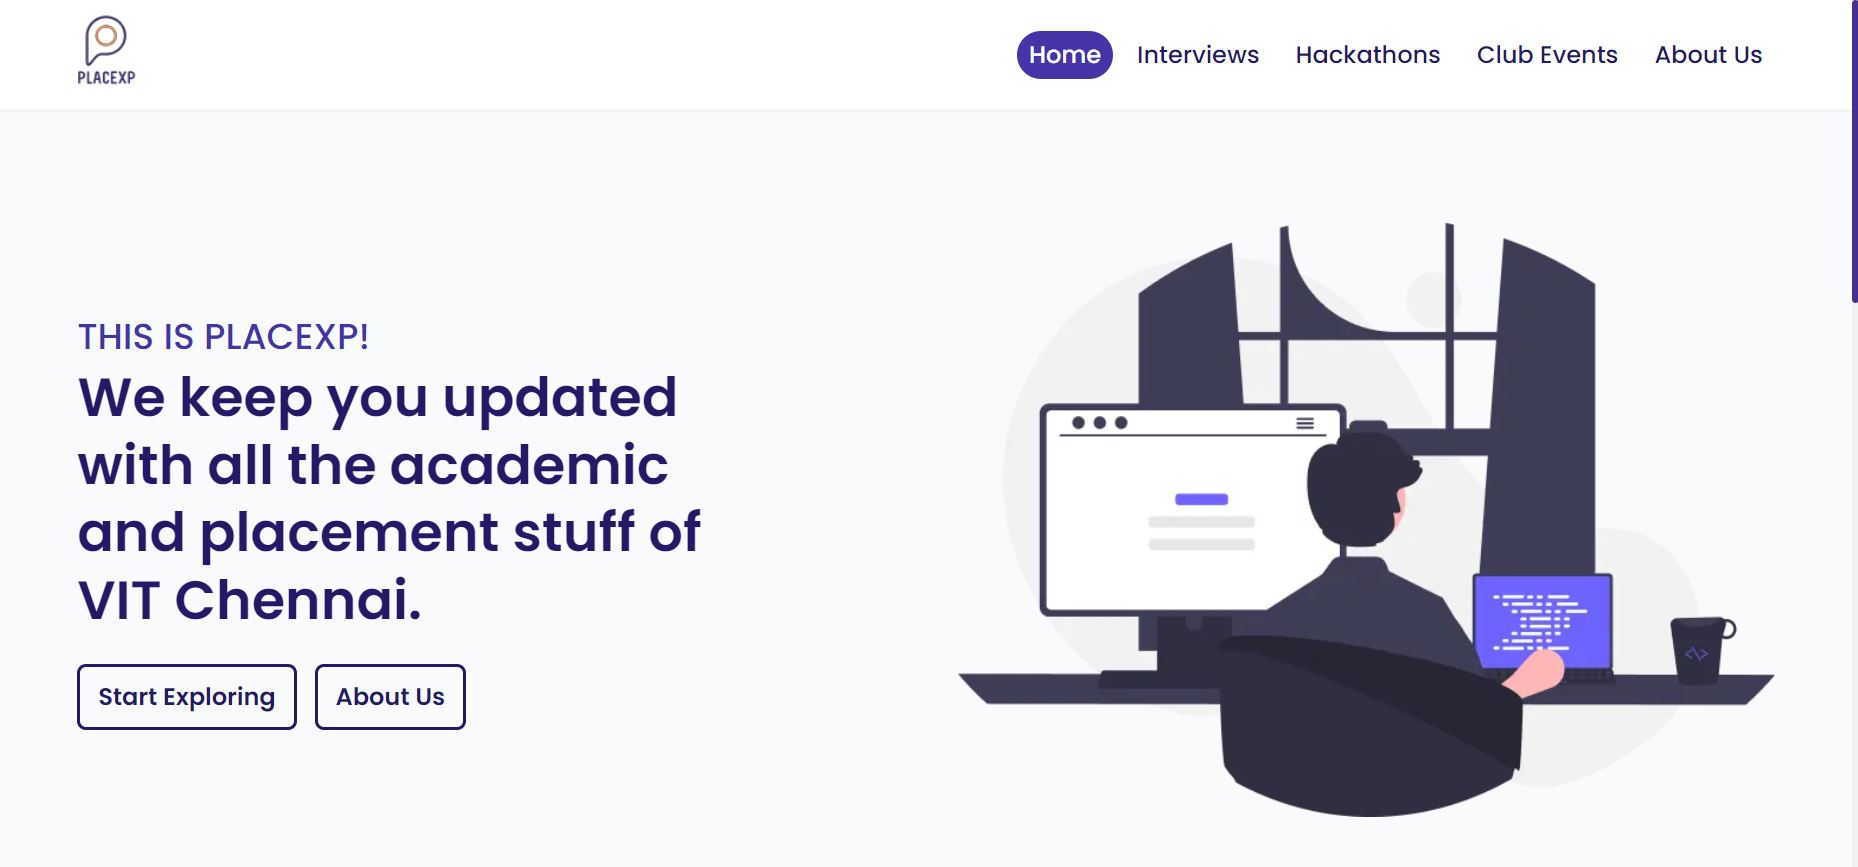 PLACEXP
Home Interviews Hackathons Club Events About Us
THIS IS PLACEXP!
We keep you updated
with all the academic
and placement stuff of
VIT Chennai.
Start Exploring About Us